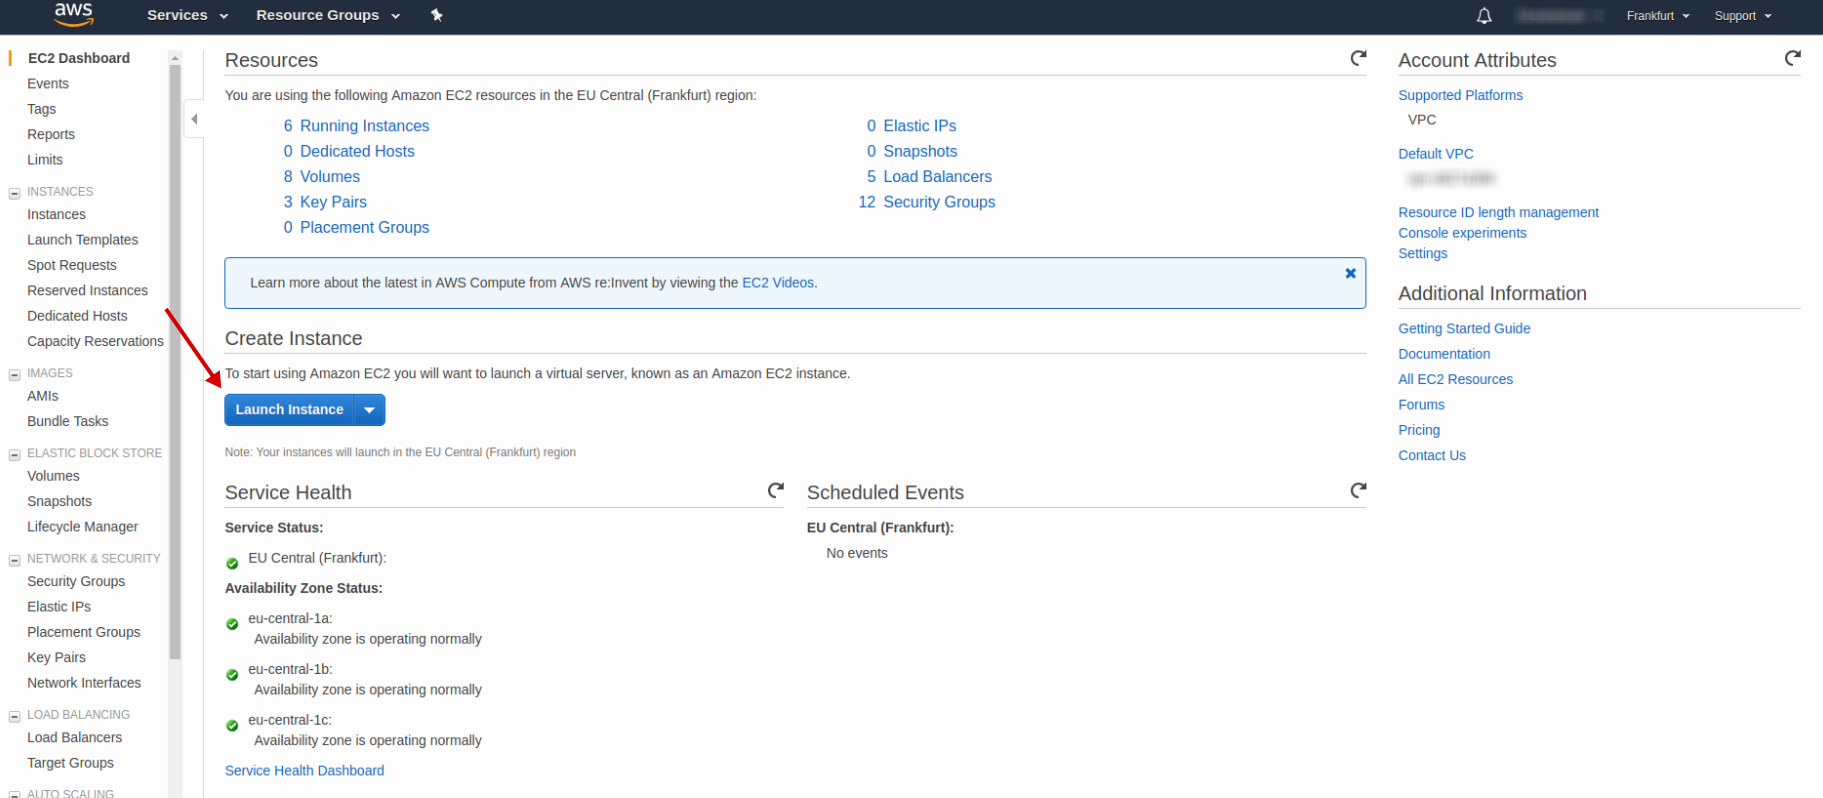 aws
Services
Resource Groups
Frankfurt
Support
EC2 Dashboard
Events
Tags
Reports
Limits
INSTANCES
Instances
Launch Templates
Spot Requests
Reserved Instances
Dedicated Hosts
Capacity Reservations
IMAGES
AMIs
Bundle Tasks
ELASTIC BLOCK STORE
Volumes
Snapshots
Lifecycle Manager
NETWORK & SECURITY
Security Groups
Elastic IPs
Placement Groups
Key Pairs
Network Interfaces
LOAD BALANCING
Load Balancers
Target Groups
AUTO SCALING
Resources
You are using the following Amazon EC2 resources in the EU Central (Frankfurt) region:
6 Running Instances
0 Dedicated Hosts
8 Volumes
3 Key Pairs
0 Placement Groups
0 Elastic IPs
0 Snapshots
5 Load Balancers
12 Security Groups
Learn more about the latest in AWS Compute from AWS re:Invent by viewing the EC2 Videos.
Create Instance
To start using Amazon EC2 you will want to launch a virtual server, known as an Amazon EC2 instance.
Launch Instance
Note: Your instances will launch in the EU Central (Frankfurt) region
Service Health
Service Status:
EU Central (Frankfurt):
Availability Zone Status:
eu-central-1a:
Availability zone is operating normally
eu-central-1b:
Availability zone is operating normally
eu-central-1c:
Availability zone is operating normally
Service Health Dashboard
Scheduled Events
EU Central (Frankfurt):
No events
Account Attributes
Supported Platforms
VPC
Default VPC
Resource ID length management
Console experiments
Settings
Additional Information
Getting Started Guide
Documentation
All EC2 Resources
Forums
Pricing
Contact Us